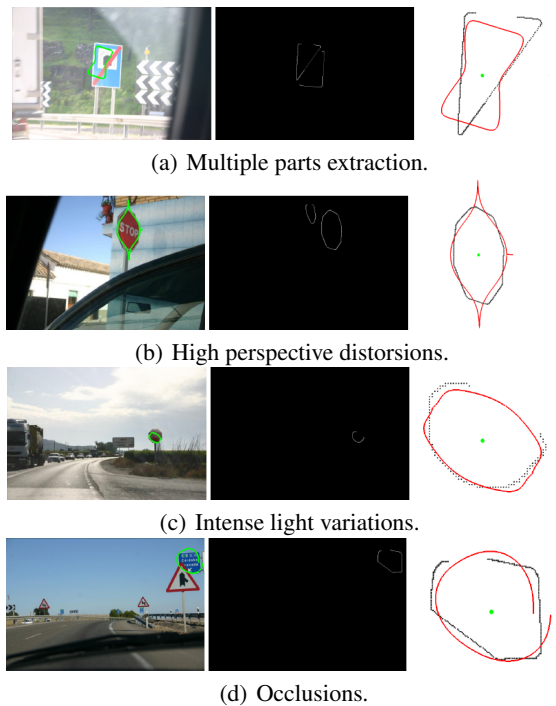 (a) Multiple parts extraction.
STOP
(b) High perspective distorsions.
(c) Intense light variations.
(d) Occlusions.